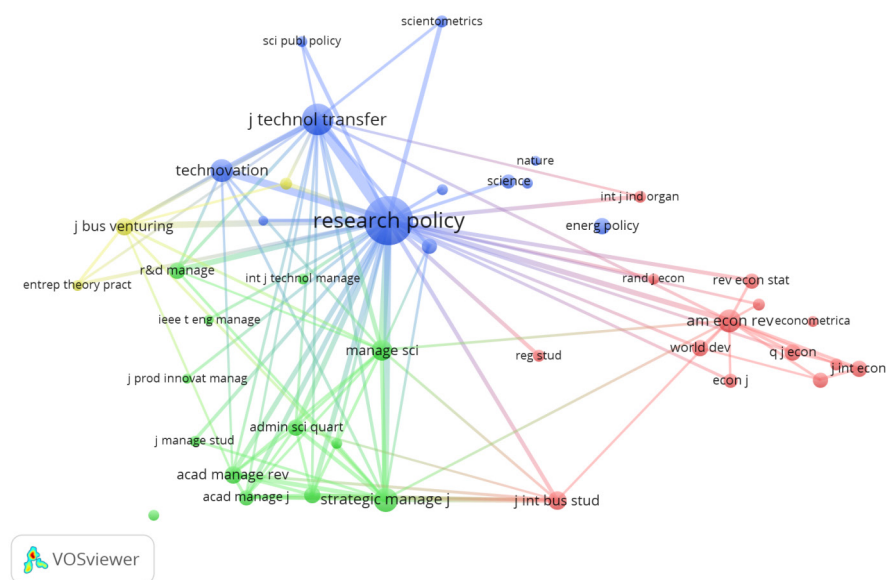 scientometrics
sci publ policy
j technol transfer
nature
technovation
science
int j ind organ
research policy
j bus venturing
energ policy
r&d manage
int j technol manage
rand j econ
rev econ stat
entrep theory pract
ieee t eng manage
am econ rev
econometrica
manage sci
reg stud
world dev
q j econ
j int econ
j prod innovat manag
econ j
admin sci quart
j manage stud
acad manage rev
acad manage j
strategic manage j
j int bus stud
VOSviewer